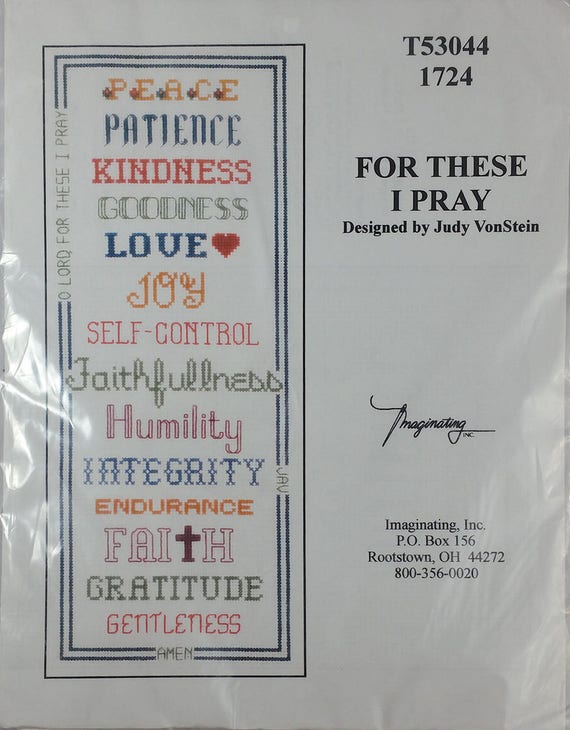 T53044
1724
FOR THESE
I PRAY
Designed by Judy VonStein
O LORD FOR THESE I PRAY
PEACE
PATIENCE
KINDNESS
GOODNESS
LOVE
JOY
SELF-CONTROL
Faithfullness
Humility
INTEGRITY
ENDURANCE
FAITH
GRATITUDE
GENTLENESS
JAV
AMEN
Imaginating INC.
Imaginating, Inc.
P.O. Box 156
Rootstown, OH 44272
800-356-0020